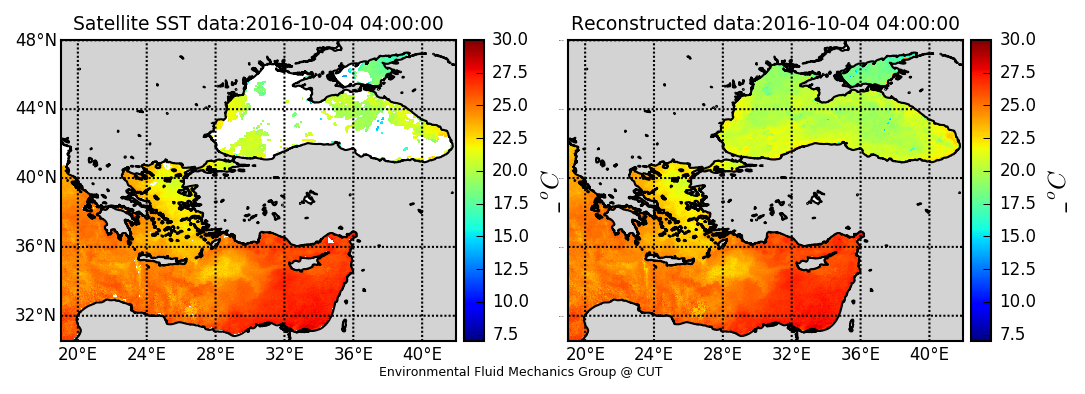 Satellite SST data:2016-10-04 04:00:00
Reconstructed data:2016-10-04 04:00:00
48°N
44°N
40°N
36°N
32°N
20°E 24°E 28°E 32°E 36°E 40°E
30.0
27.5
25.0
22.5
20.0
17.5
15.0
12.5
10.0
7.5
_°C
20°E 24°E 28°E 32°E 36°E 40°E
30.0
27.5
25.0
22.5
20.0
17.5
15.0
12.5
10.0
7.5
_°C
Environmental Fluid Mechanics Group @ CUT